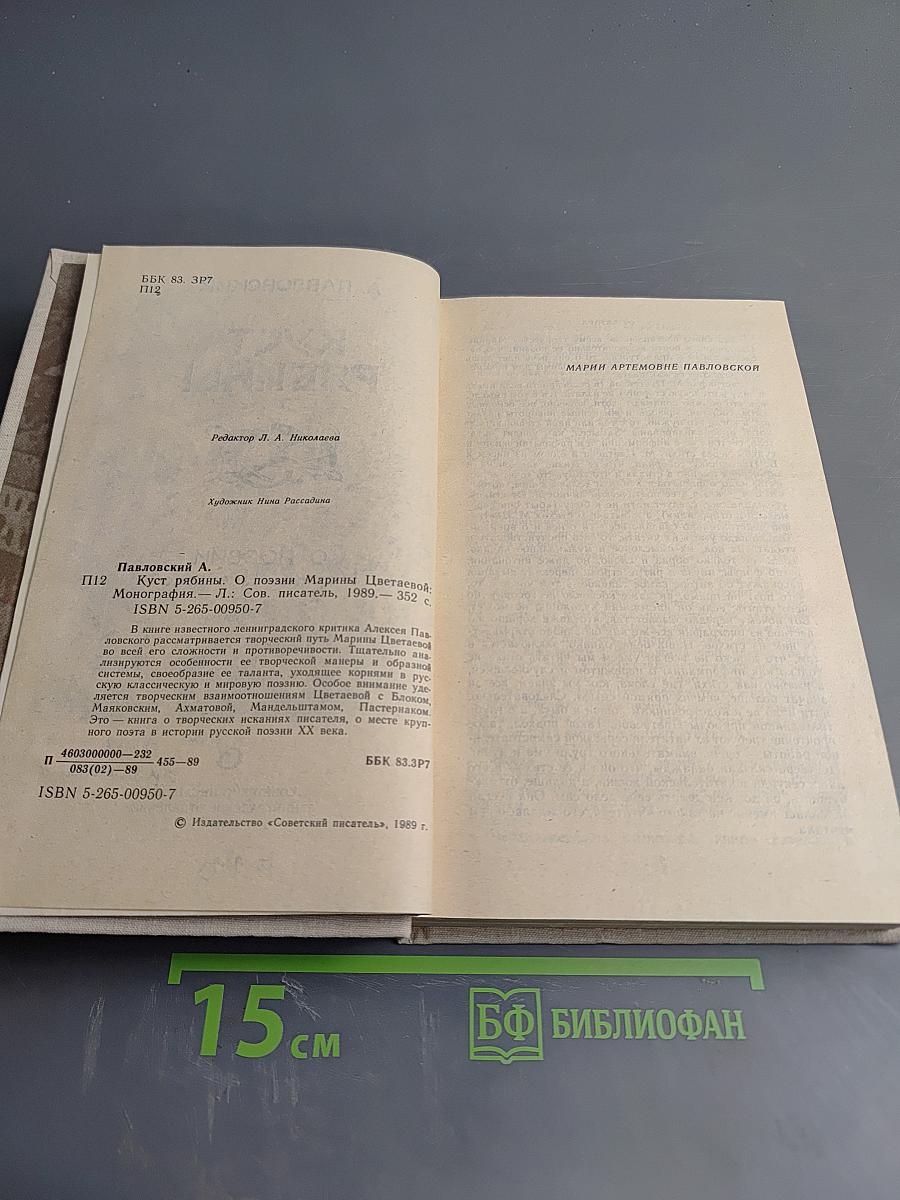 ББК 83. 3Р7
П12
Редактор Л. А. Николаева
Художник Нина Рассадина
Павловский А.
П12 Куст рябины. О поэзии Марины Цветаевой:
Монография.— Л.: Сов. писатель, 1989.— 352 с.
ISBN 5-265-00950-7
В книге известного ленинградского критика Алексея Пав-
ловского рассматривается творческий путь Марины Цветаевой
во всей его сложности и противоречивости. Тщательно ана-
лизируются особенности ее творческой манеры и образной
системы, своеобразие ее таланта, уходящее корнями в рус-
скую классическую и мировую поэзию. Особое внимание уде-
ляется творческим взаимоотношениям Цветаевой с Блоком,
Маяковским, Ахматовой, Мандельштамом, Пастернаком.
Это — книга о творческих исканиях писателя, о месте круп-
ного поэта в истории русской поэзии XX века.
П 4603000000—232
083(02)—89 455—89 ББК 83.3Р7
ISBN 5-265-00950-7
© Издательство «Советский писатель», 1989 г.
МАРИИ АРТЕМОВНЕ ПАВЛОВСКОЙ
15 см
БФ БИБЛИОФАН